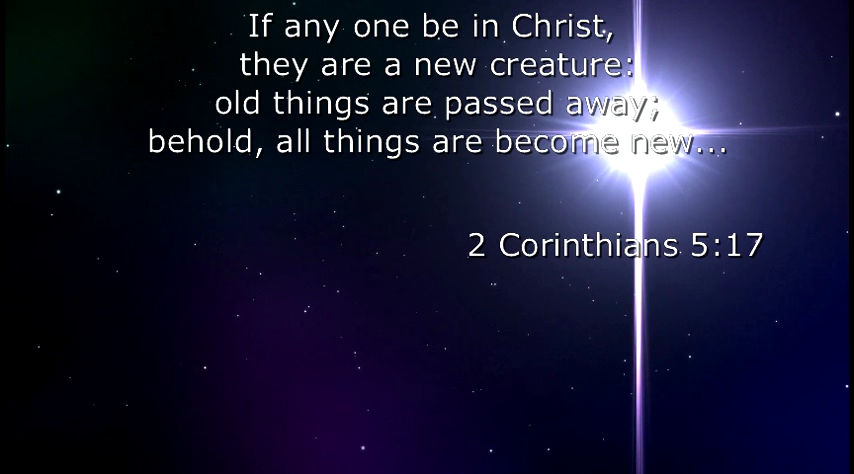 If any one be in Christ,
they are a new creature:
old things are passed away;
behold, all things are become new...
2 Corinthians 5:17